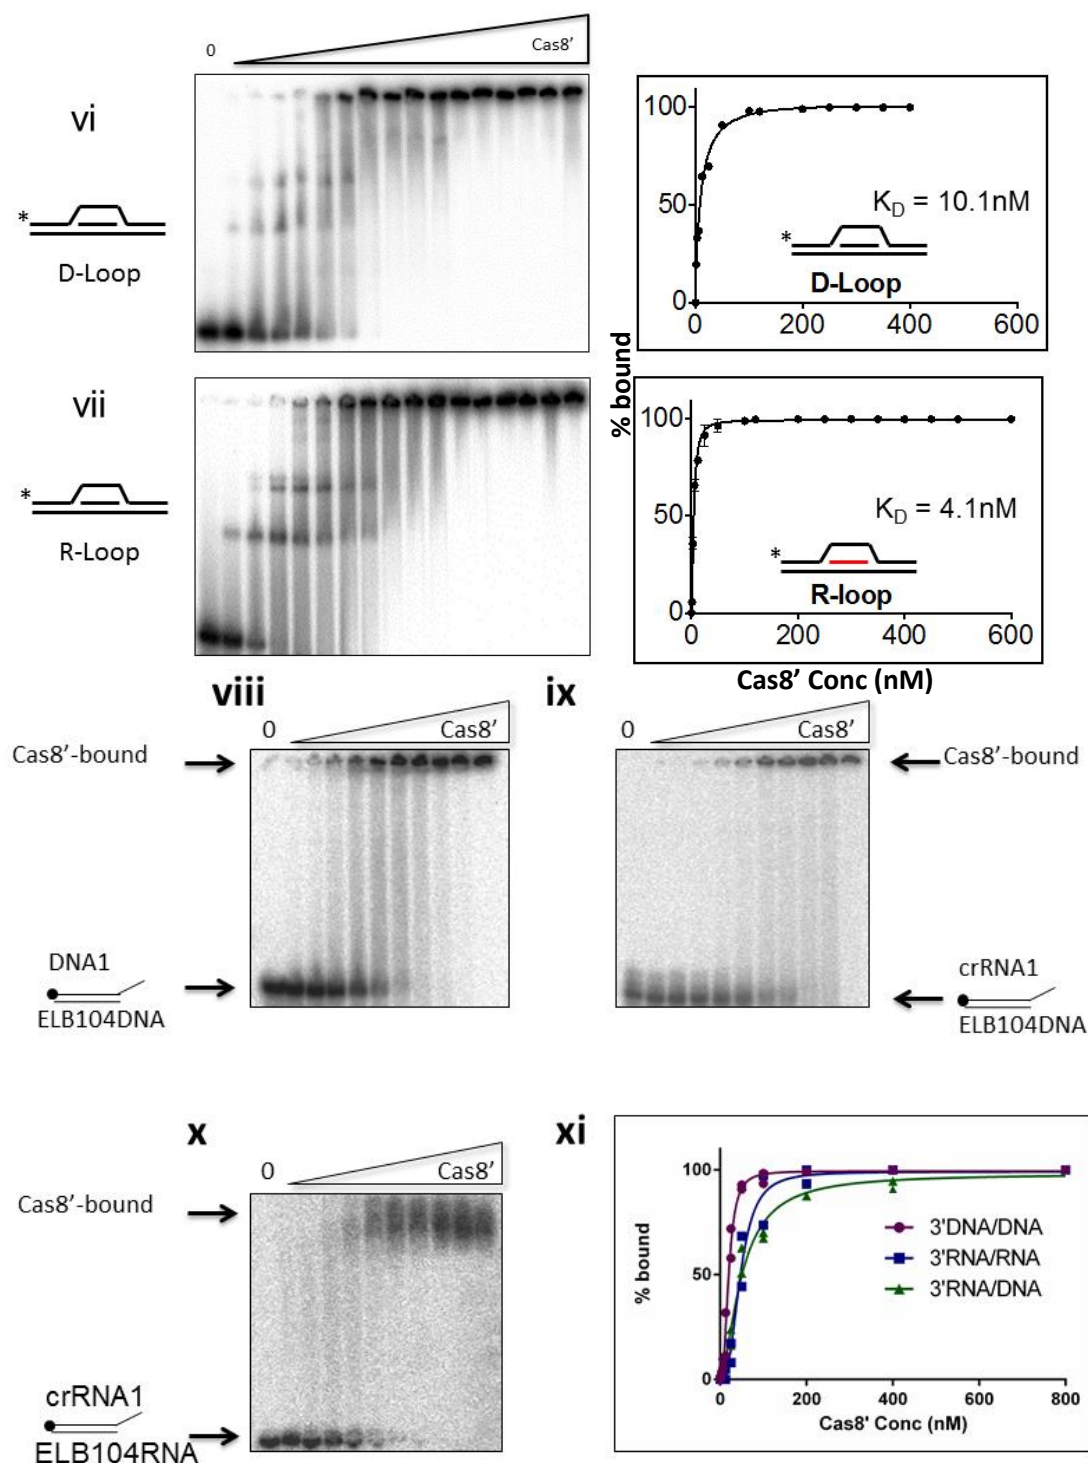 0
Cas8'
vi
*
D-Loop
100
50
0
K_D = 10.1nM
*
D-Loop
0 200 400 600
vii
*
R-Loop
% bound
100
50
0
K_D = 4.1nM
*
R-loop
0 200 400 600
Cas8' Conc (nM)
viii
0
Cas8'
Cas8'-bound
DNA1
ELB104DNA
ix
0
Cas8'
Cas8'-bound
crRNA1
ELB104DNA
x
0
Cas8'
Cas8'-bound
crRNA1
ELB104RNA
xi
% bound
100
50
0
3'DNA/DNA
3'RNA/RNA
3'RNA/DNA
0 200 400 600 800
Cas8' Conc (nM)